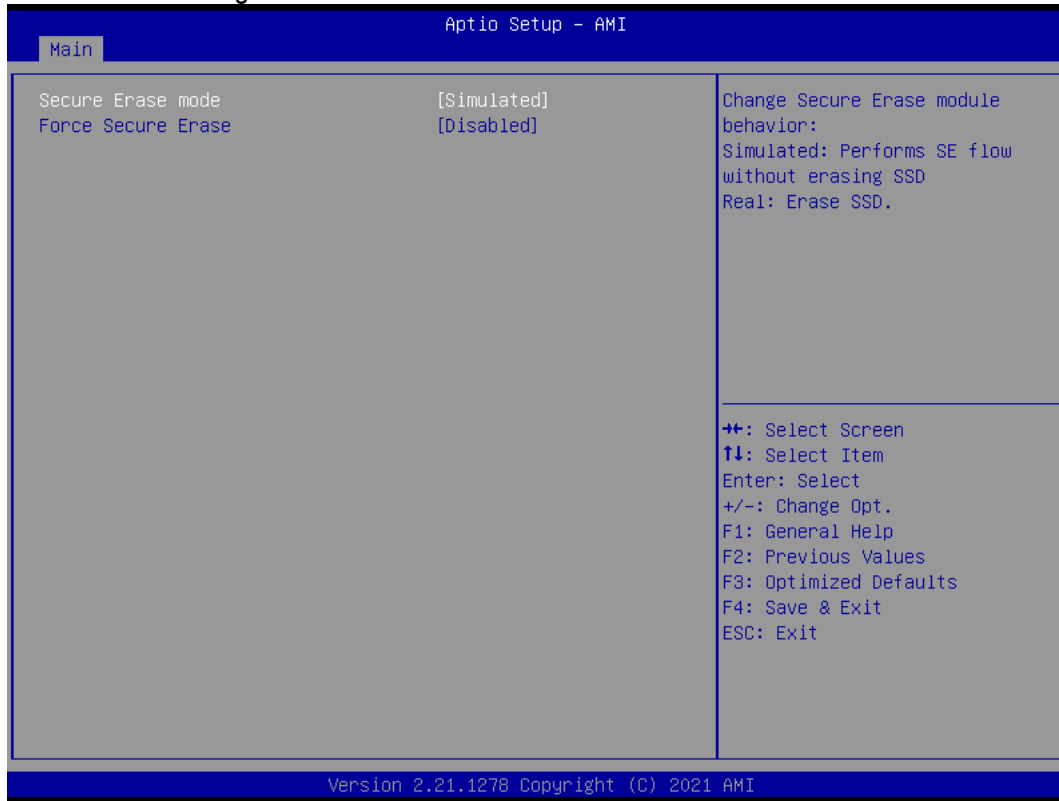 Aptio Setup – AMI
Main
Secure Erase mode [Simulated]
Force Secure Erase [Disabled]
Change Secure Erase module
behavior:
Simulated: Performs SE flow
without erasing SSD
Real: Erase SSD.
→←: Select Screen
↑↓: Select Item
Enter: Select
+/-: Change Opt.
F1: General Help
F2: Previous Values
F3: Optimized Defaults
F4: Save & Exit
ESC: Exit
Version 2.21.1278 Copyright (C) 2021 AMI